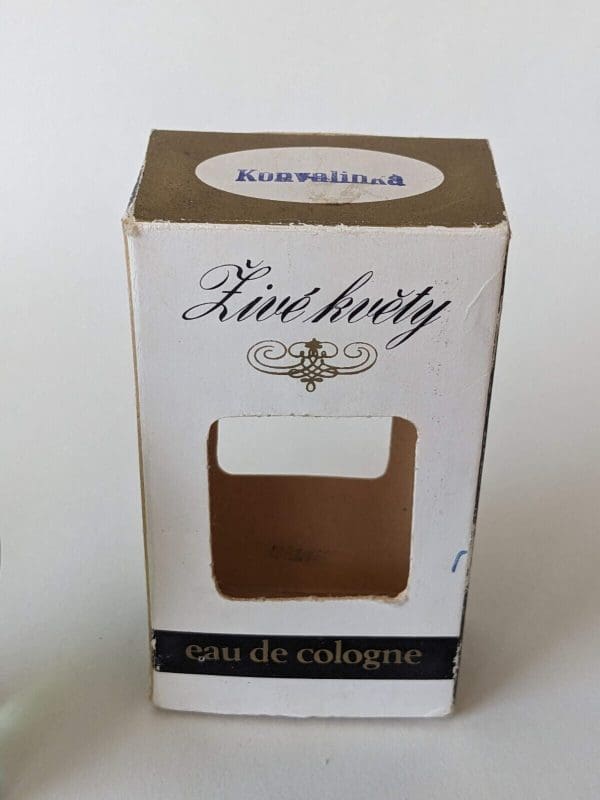 Konvalinka
Živé květy
eau de cologne